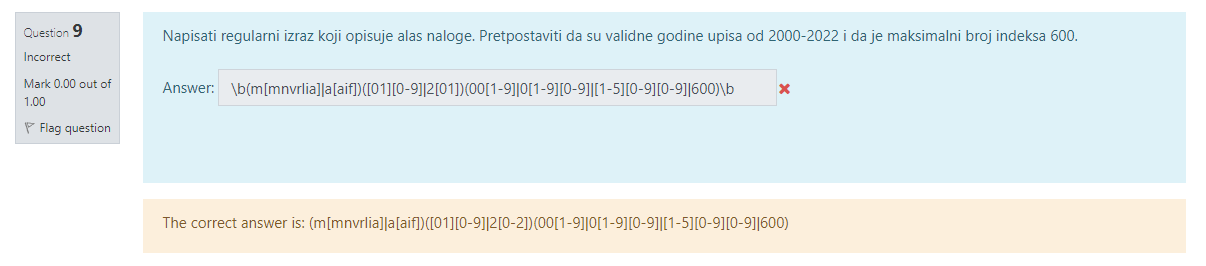 Question 9
Incorrect
Mark 0.00 out of
1.00
Flag question
Napisati regularni izraz koji opisuje alas naloge. Pretpostaviti da su validne godine upisa od 2000-2022 i da je maksimalni broj indeksa 600.
Answer: \b(m[mnvrlia]|a[aif])([01][0-9]|2[01])(00[1-9]|0[1-9][0-9]|[1-5][0-9][0-9]|600)\b
The correct answer is: (m[mnvrlia]|a[aif])([01][0-9]|2[0-2])(00[1-9]|0[1-9][0-9]|[1-5][0-9][0-9]|600)